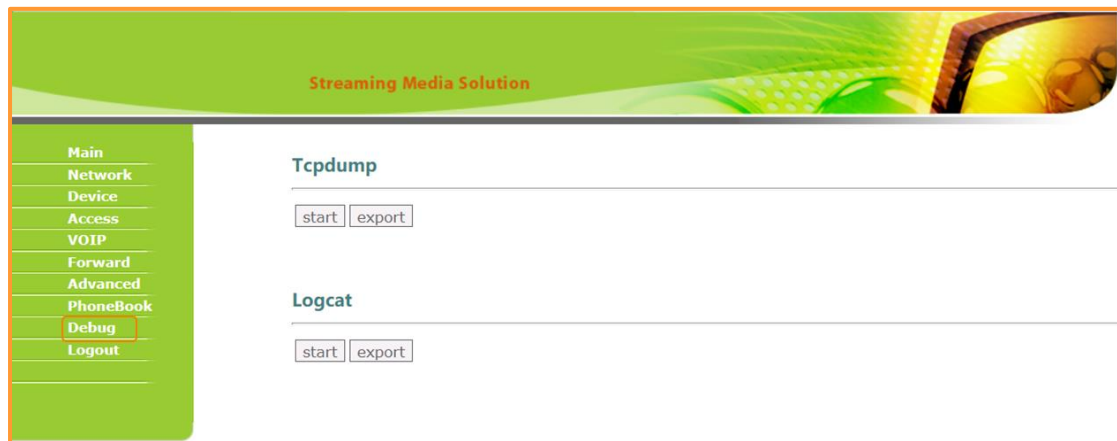 Streaming Media Solution
Main
Network
Device
Access
VOIP
Forward
Advanced
PhoneBook
Debug
Logout
Tcpdump
start export
Logcat
start export